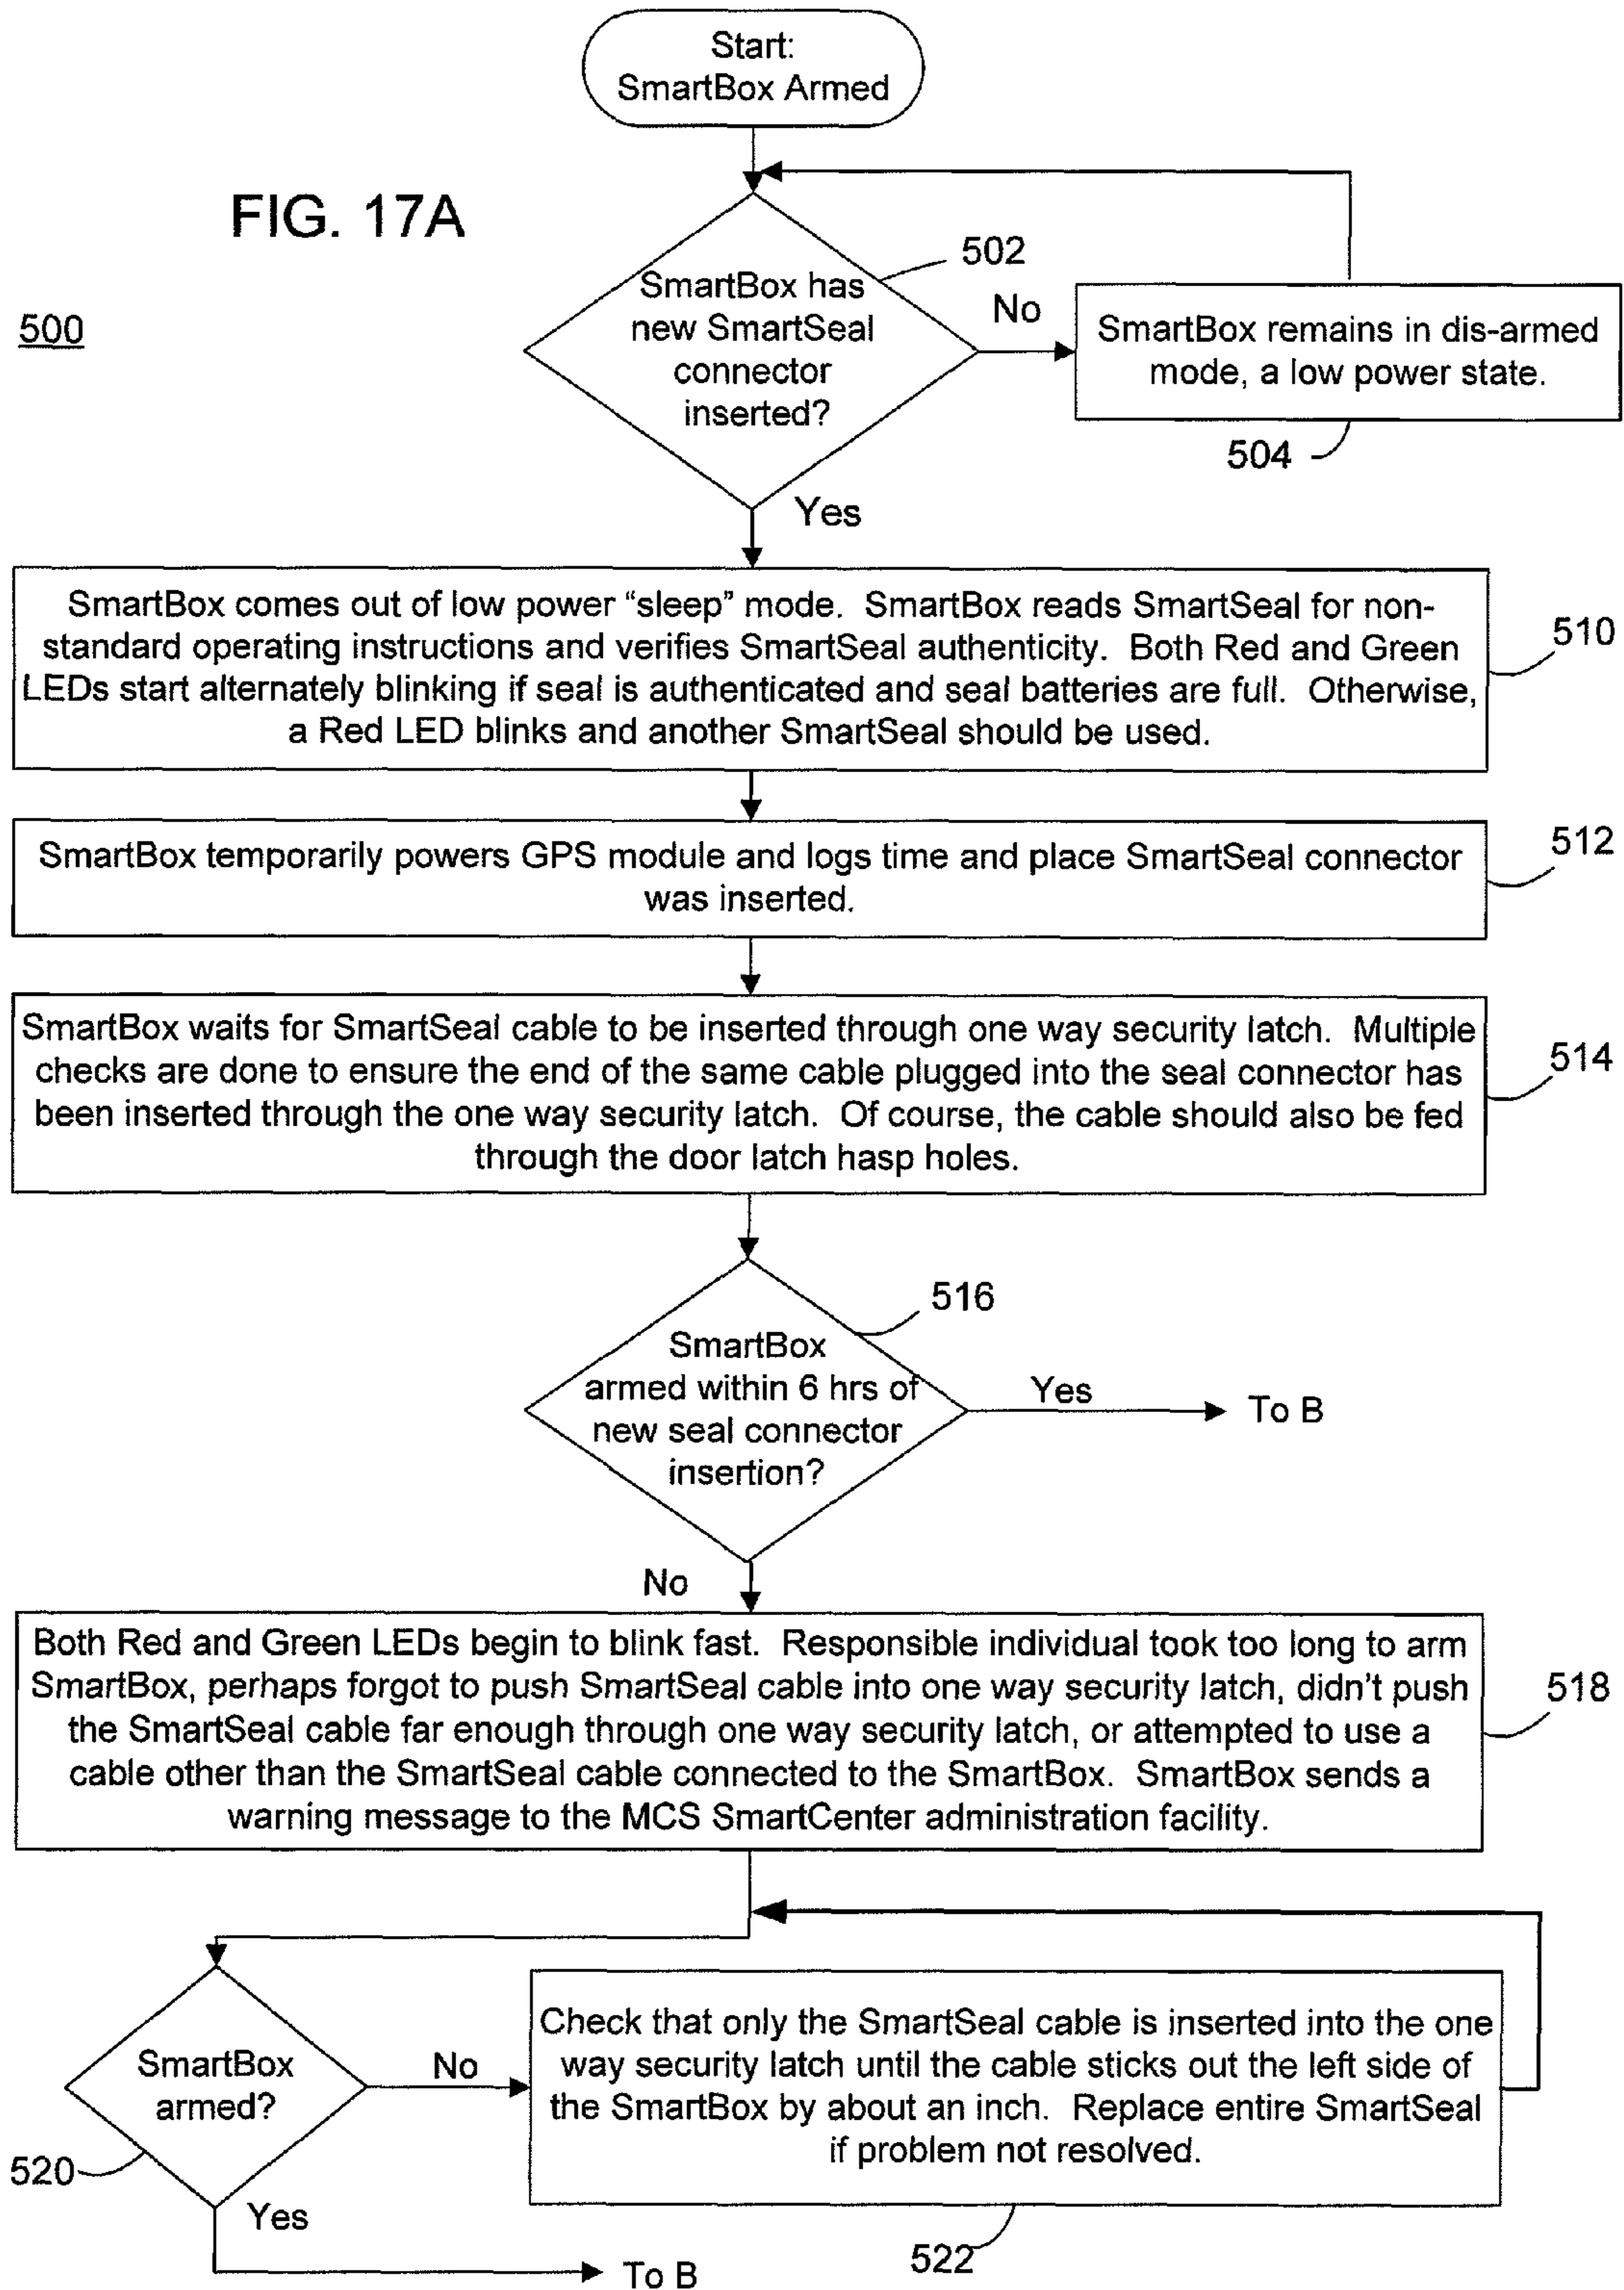 Start:
SmartBox Armed
FIG. 17A
500
502
SmartBox has
new SmartSeal
connector
inserted?
No
SmartBox remains in dis-armed
mode, a low power state.
504
Yes
SmartBox comes out of low power “sleep” mode. SmartBox reads SmartSeal for non-
standard operating instructions and verifies SmartSeal authenticity. Both Red and Green
LEDs start alternately blinking if seal is authenticated and seal batteries are full. Otherwise,
a Red LED blinks and another SmartSeal should be used.
510
SmartBox temporarily powers GPS module and logs time and place SmartSeal connector
was inserted.
512
SmartBox waits for SmartSeal cable to be inserted through one way security latch. Multiple
checks are done to ensure the end of the same cable plugged into the seal connector has
been inserted through the one way security latch. Of course, the cable should also be fed
through the door latch hasp holes.
514
516
SmartBox
armed within 6 hrs of
new seal connector
insertion?
Yes
To B
No
Both Red and Green LEDs begin to blink fast. Responsible individual took too long to arm
SmartBox, perhaps forgot to push SmartSeal cable into one way security latch, didn’t push
the SmartSeal cable far enough through one way security latch, or attempted to use a
cable other than the SmartSeal cable connected to the SmartBox. SmartBox sends a
warning message to the MCS SmartCenter administration facility.
518
SmartBox
armed?
520
No
Check that only the SmartSeal cable is inserted into the one
way security latch until the cable sticks out the left side of
the SmartBox by about an inch. Replace entire SmartSeal
if problem not resolved.
522
Yes
To B